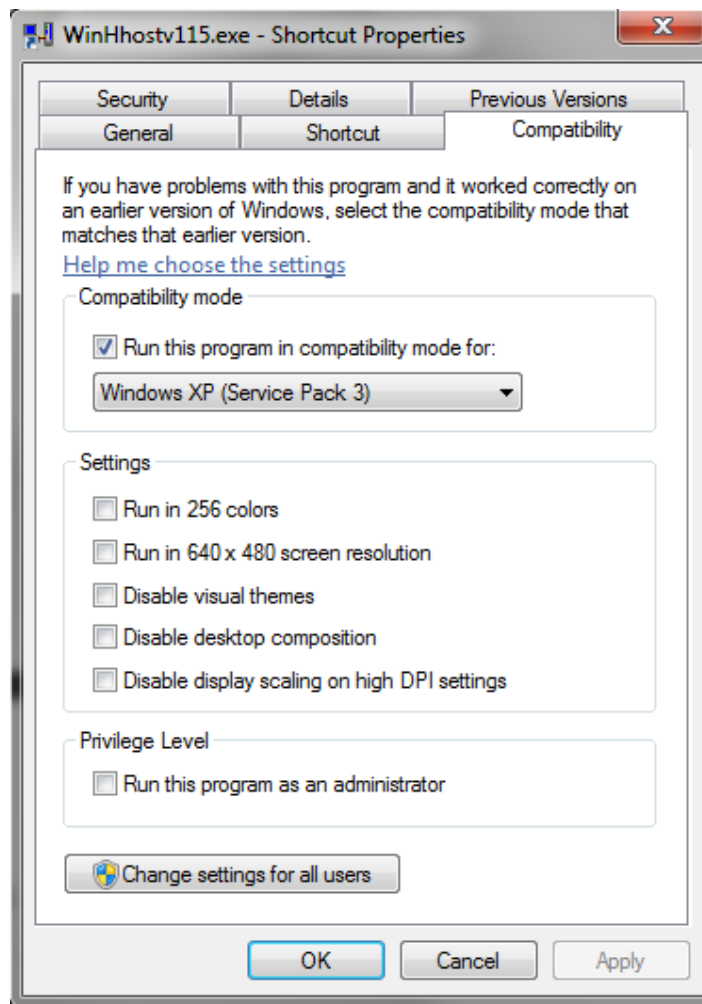 WinHhostv115.exe - Shortcut Properties
Security
Details
Previous Versions
General
Shortcut
Compatibility
If you have problems with this program and it worked correctly on
an earlier version of Windows, select the compatibility mode that
matches that earlier version.
Help me choose the settings
Compatibility mode
Run this program in compatibility mode for:
Windows XP (Service Pack 3)
Settings
Run in 256 colors
Run in 640 x 480 screen resolution
Disable visual themes
Disable desktop composition
Disable display scaling on high DPI settings
Privilege Level
Run this program as an administrator
Change settings for all users
OK
Cancel
Apply